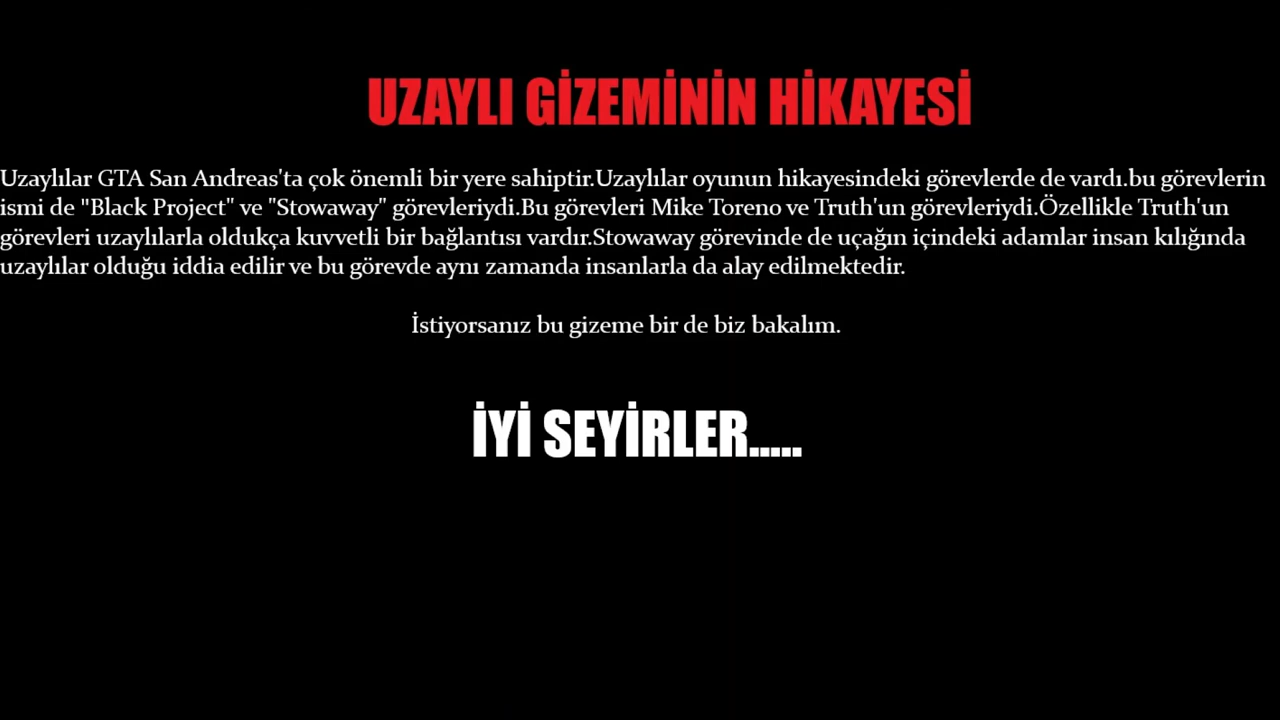 UZAYLI GİZEMİNİN HİKAYESİ
Uzaylılar GTA San Andreas'ta çok önemli bir yere sahiptir.Uzaylılar oyunun hikayesindeki görevlerde de vardı.bu görevlerin
ismi de "Black Project" ve "Stowaway" görevleriydi.Bu görevleri Mike Toreno ve Truth'un görevleriydi.Özellikle Truth'un
görevleri uzaylılarla oldukça kuvvetli bir bağlantısı vardır.Stowaway görevinde de uçağın içindeki adamlar insan kılığında
uzaylılar olduğu iddia edilir ve bu görevde aynı zamanda insanlarla da alay edilmektedir.
İstiyorsanız bu gizeme bir de biz bakalım.
İYİ SEYİRLER.....